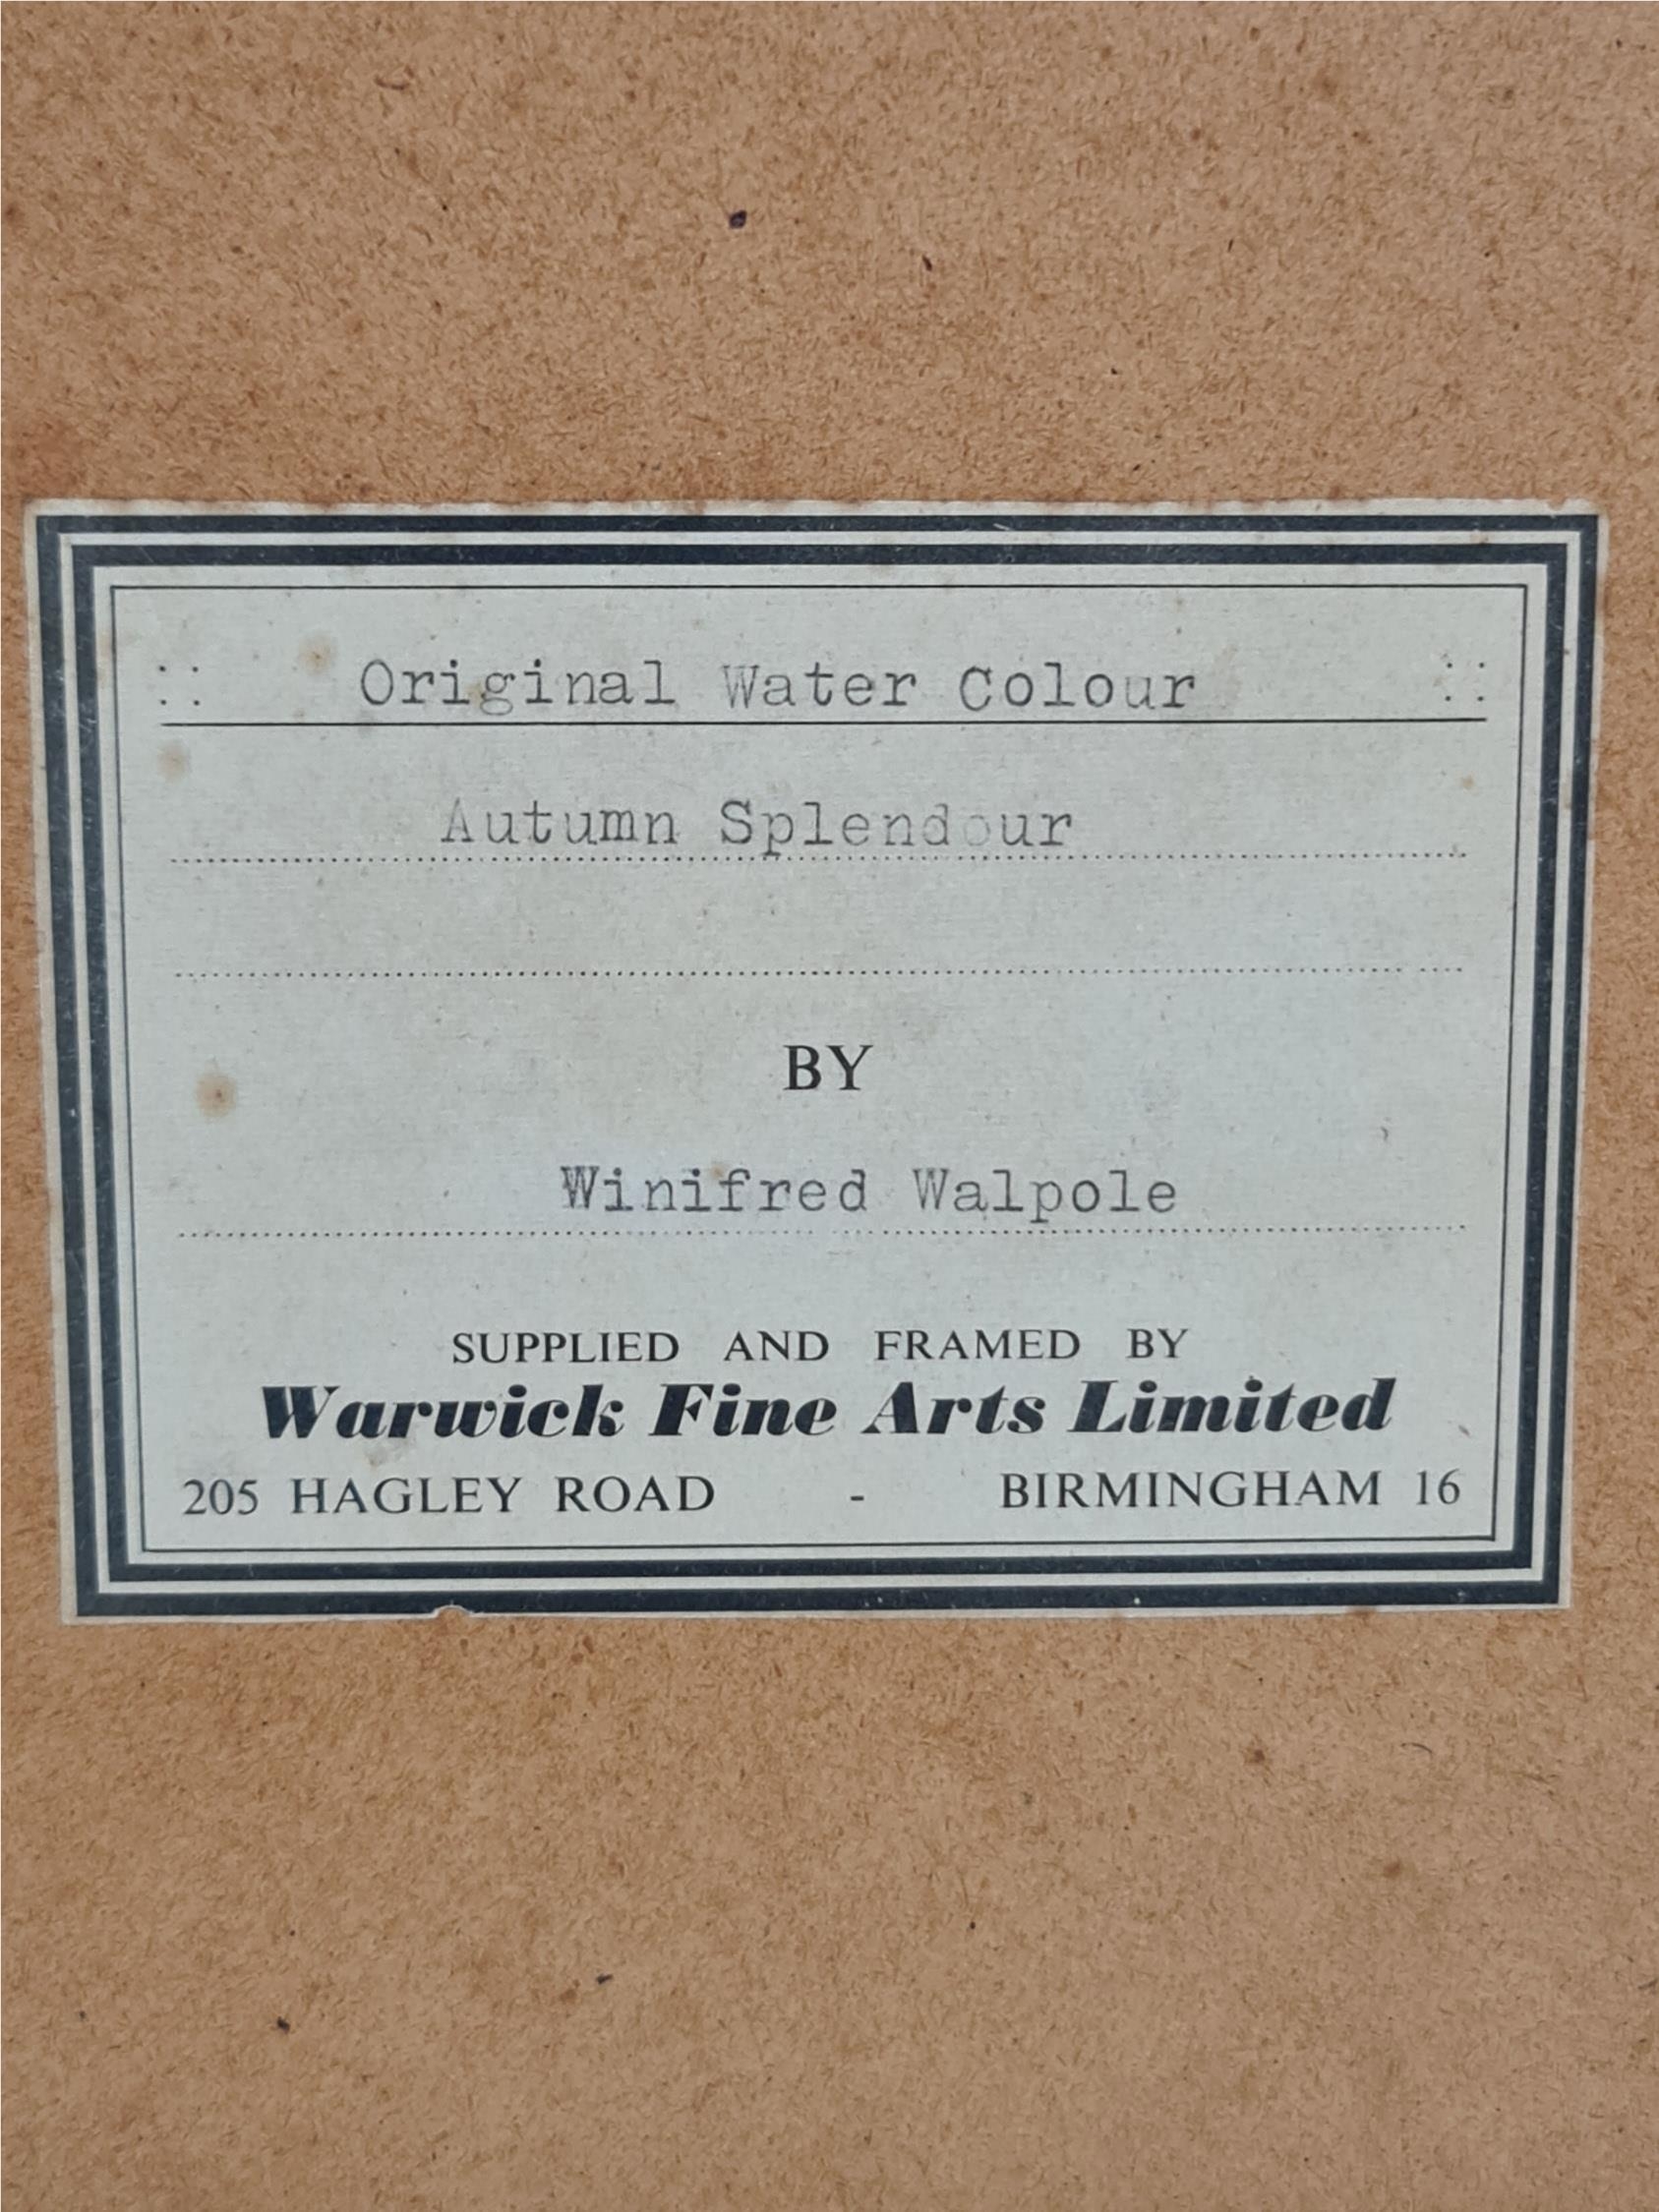 :: Original Water Colour ::
Autumn Splendour
BY
Winifred Walpole
SUPPLIED AND FRAMED BY
Warwick Fine Arts Limited
205 HAGLEY ROAD - BIRMINGHAM 16